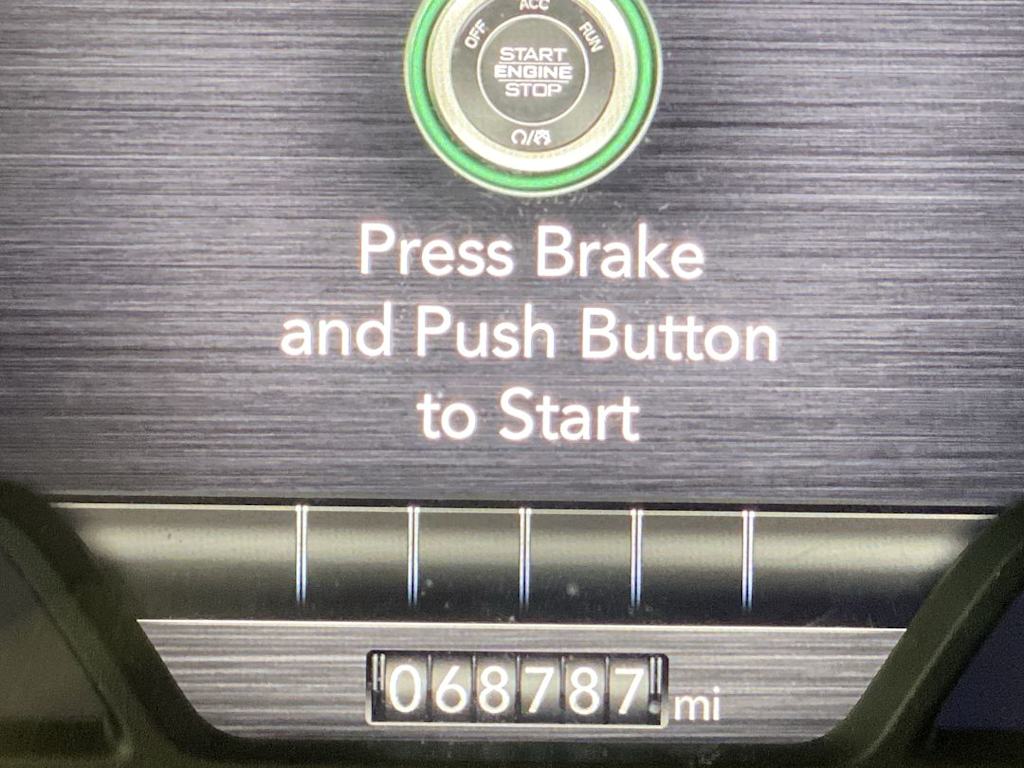 ACC
OFF
RUN
START
ENGINE
STOP
Press Brake
and Push Button
to Start
068787 mi